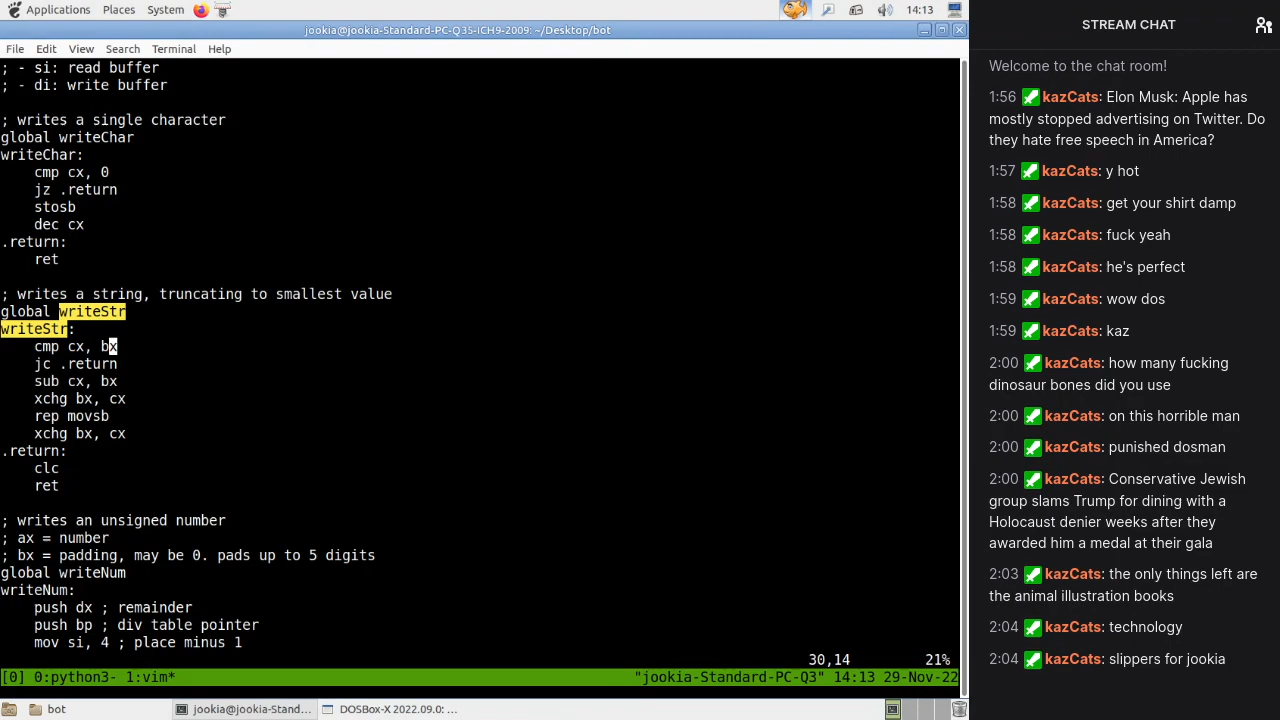 Applications Places System 14:13
jookia@jookia-Standard-PC-Q35-ICH9-2009: ~/Desktop/bot
File Edit View Search Terminal Help
; - si: read buffer
; - di: write buffer
; writes a single character
global writeChar
writeChar:
cmp cx, 0
jz .return
stosb
dec cx
.return:
ret
; writes a string, truncating to smallest value
global writeStr
writeStr:
cmp cx, bx
jc .return
sub cx, bx
xchg bx, cx
rep movsb
xchg bx, cx
.return:
clc
ret
; writes an unsigned number
; ax = number
; bx = padding, may be 0. pads up to 5 digits
global writeNum
writeNum:
push dx ; remainder
push bp ; div table pointer
mov si, 4 ; place minus 1
30,14 21%
[0] 0:python3- 1:vim* "jookia-Standard-PC-Q3" 14:13 29-Nov-22
bot jookia@jookia-Stand... DOSBox-X 2022.09.0: ...
STREAM CHAT
Welcome to the chat room!
1:56 kazCats: Elon Musk: Apple has
mostly stopped advertising on Twitter. Do
they hate free speech in America?
1:57 kazCats: y hot
1:58 kazCats: get your shirt damp
1:58 kazCats: fuck yeah
1:58 kazCats: he's perfect
1:59 kazCats: wow dos
1:59 kazCats: kaz
2:00 kazCats: how many fucking
dinosaur bones did you use
2:00 kazCats: on this horrible man
2:00 kazCats: punished dosman
2:00 kazCats: Conservative Jewish
group slams Trump for dining with a
Holocaust denier weeks after they
awarded him a medal at their gala
2:03 kazCats: the only things left are
the animal illustration books
2:04 kazCats: technology
2:04 kazCats: slippers for jookia